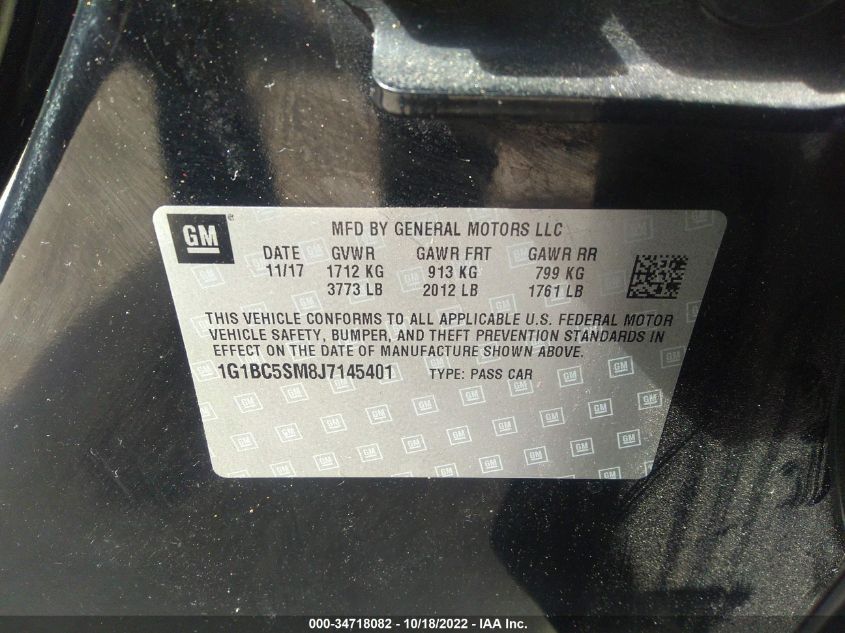 GM
MFD BY GENERAL MOTORS LLC
DATE GVWR GAWR FRT GAWR RR
11/17 1712 KG 913 KG 799 KG
3773 LB 2012 LB 1761 LB
THIS VEHICLE CONFORMS TO ALL APPLICABLE U.S. FEDERAL MOTOR
VEHICLE SAFETY, BUMPER, AND THEFT PREVENTION STANDARDS IN
EFFECT ON THE DATE OF MANUFACTURE SHOWN ABOVE.
1G1BC5SM8J7145401 TYPE: PASS CAR
000-34718082 - 10/18/2022 - IAA Inc.